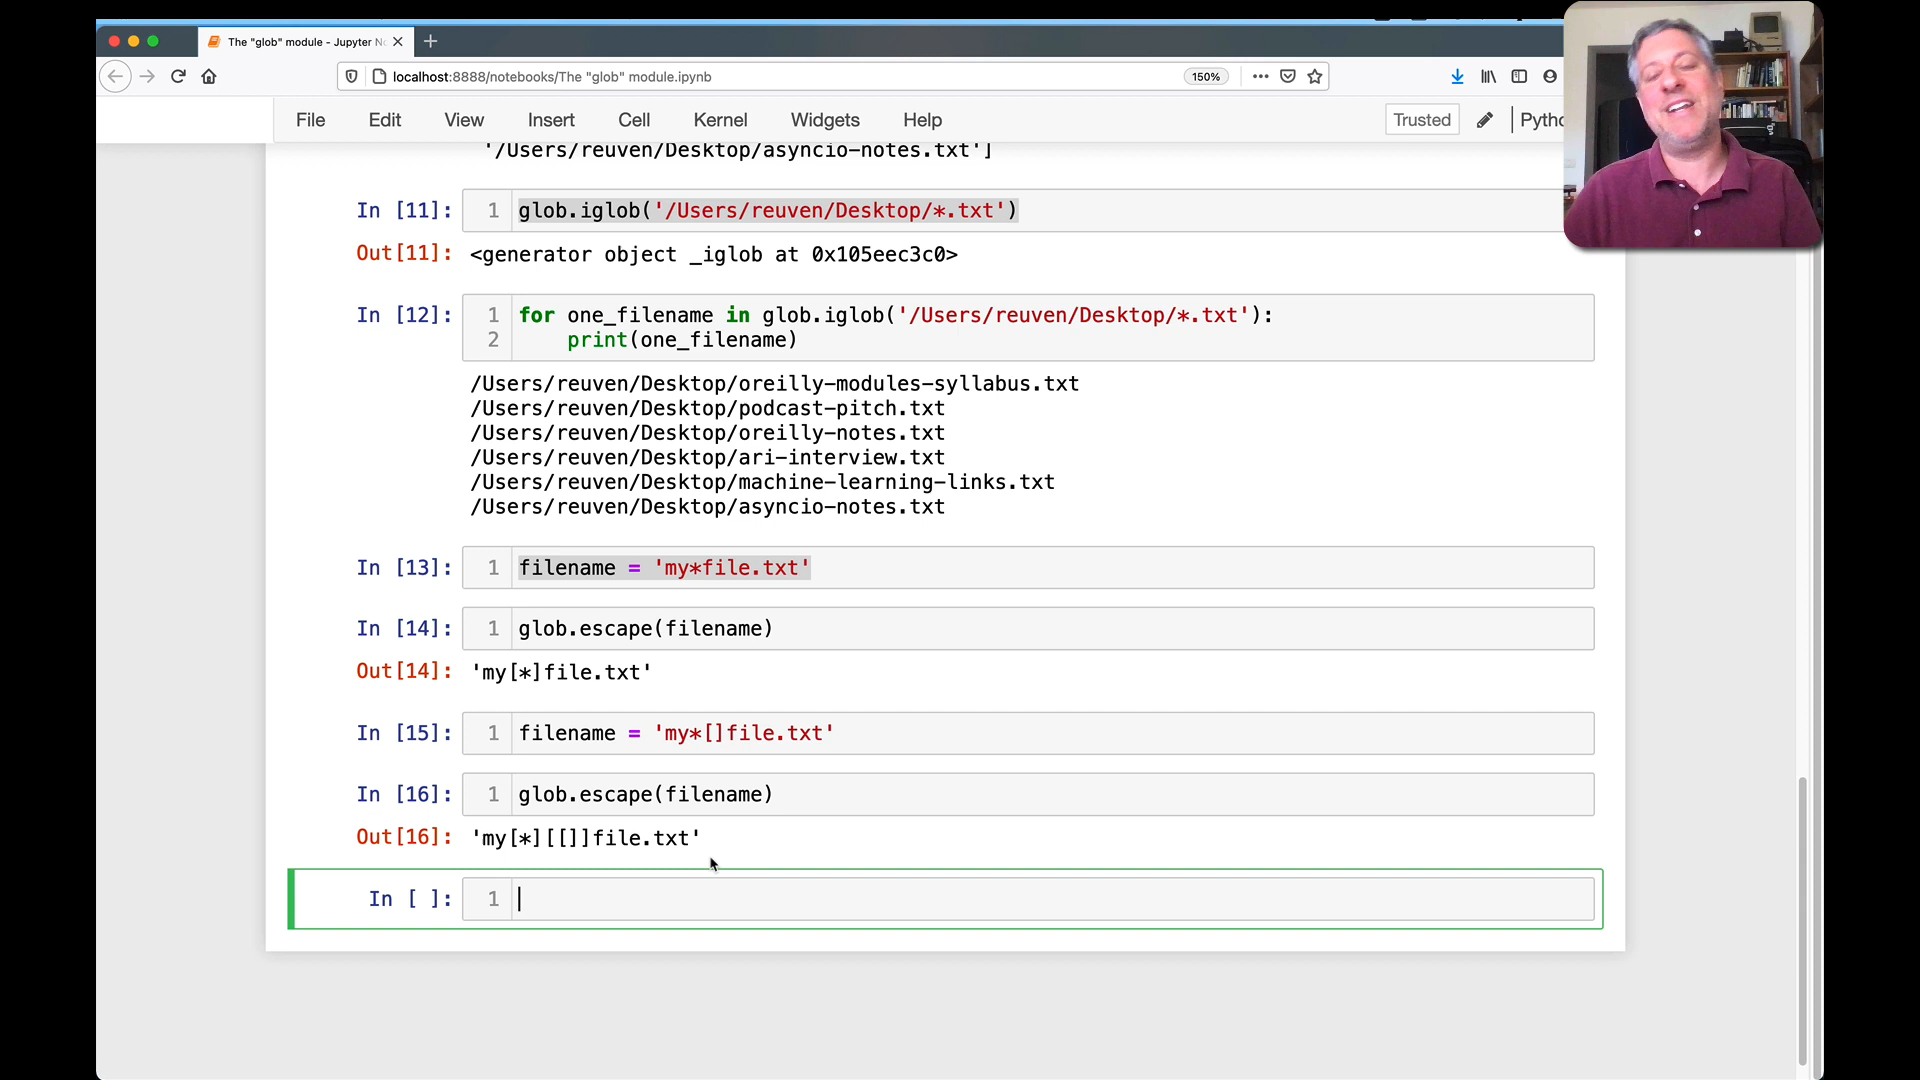 The "glob" module - Jupyter No
localhost:8888/notebooks/The "glob" module.ipynb
150%
File Edit View Insert Cell Kernel Widgets Help
Trusted
'/Users/reuven/Desktop/asyncio-notes.txt']
In [11]: 1 glob.iglob('/Users/reuven/Desktop/*.txt')
Out[11]: <generator object _iglob at 0x105eec3c0>
In [12]: 1 for one_filename in glob.iglob('/Users/reuven/Desktop/*.txt'):
2 print(one_filename)
/Users/reuven/Desktop/oreilly-modules-syllabus.txt
/Users/reuven/Desktop/podcast-pitch.txt
/Users/reuven/Desktop/oreilly-notes.txt
/Users/reuven/Desktop/ari-interview.txt
/Users/reuven/Desktop/machine-learning-links.txt
/Users/reuven/Desktop/asyncio-notes.txt
In [13]: 1 filename = 'my*file.txt'
In [14]: 1 glob.escape(filename)
Out[14]: 'my[*]file.txt'
In [15]: 1 filename = 'my*[]file.txt'
In [16]: 1 glob.escape(filename)
Out[16]: 'my[*][[]]file.txt'
In [ ]: 1